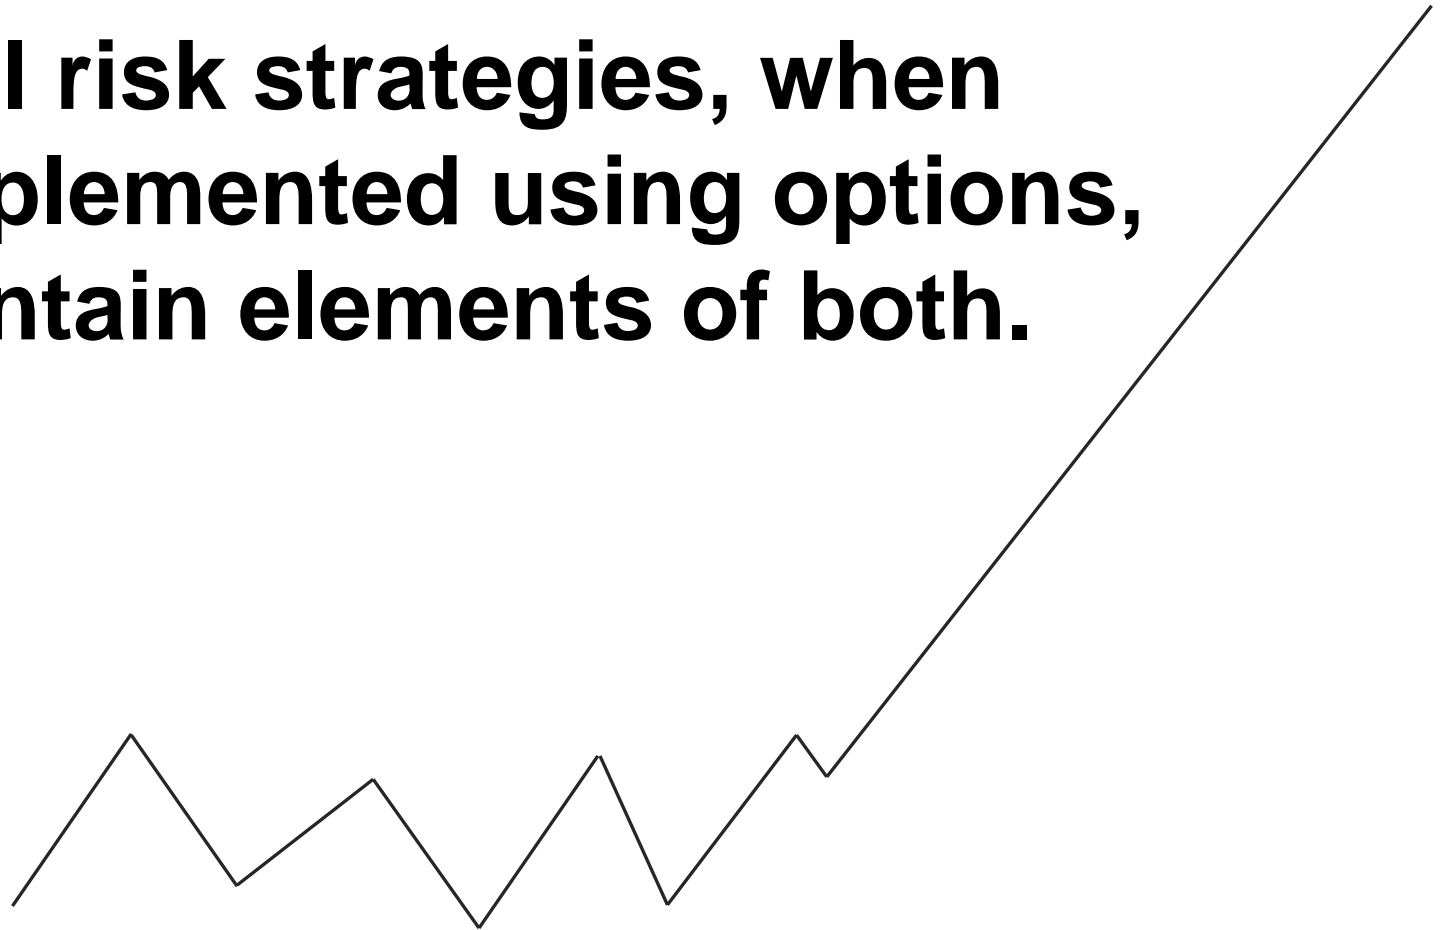 l risk strategies, when
plemented using options,
ntain elements of both.